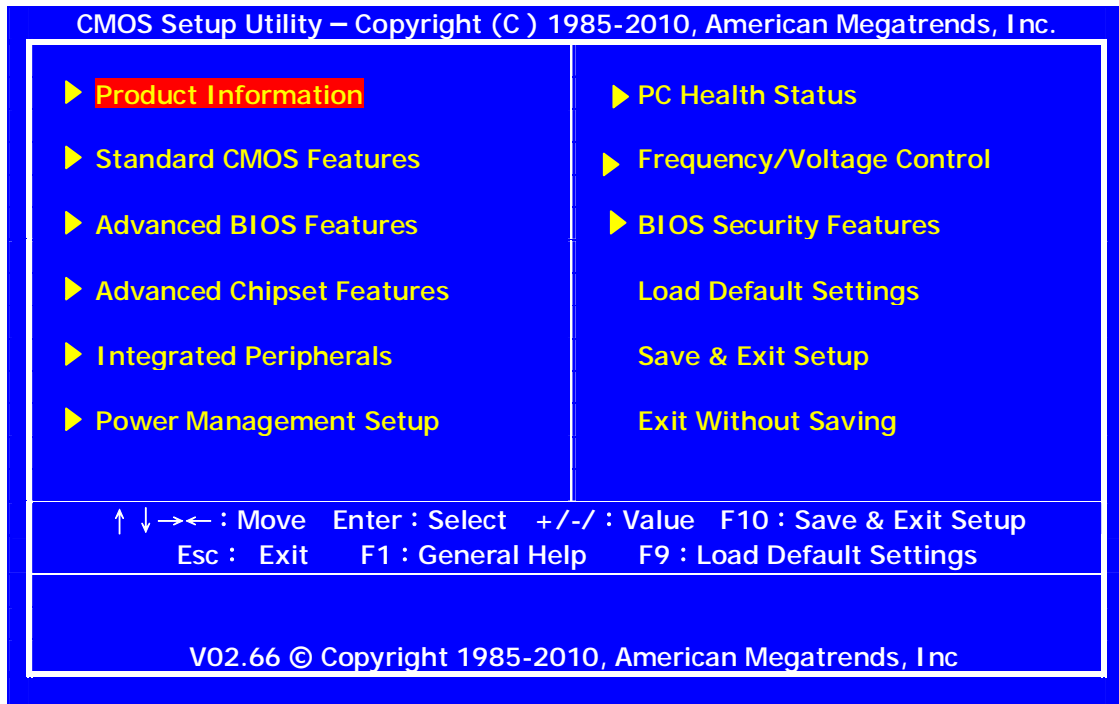 CMOS Setup Utility – Copyright (C ) 1985-2010, American Megatrends, Inc.
Product Information
Standard CMOS Features
Advanced BIOS Features
Advanced Chipset Features
Integrated Peripherals
Power Management Setup
PC Health Status
Frequency/Voltage Control
BIOS Security Features
Load Default Settings
Save & Exit Setup
Exit Without Saving
↑ ↓→←：Move Enter：Select +/-/：Value F10：Save & Exit Setup
Esc： Exit F1：General Help F9：Load Default Settings
V02.66 © Copyright 1985-2010, American Megatrends, Inc